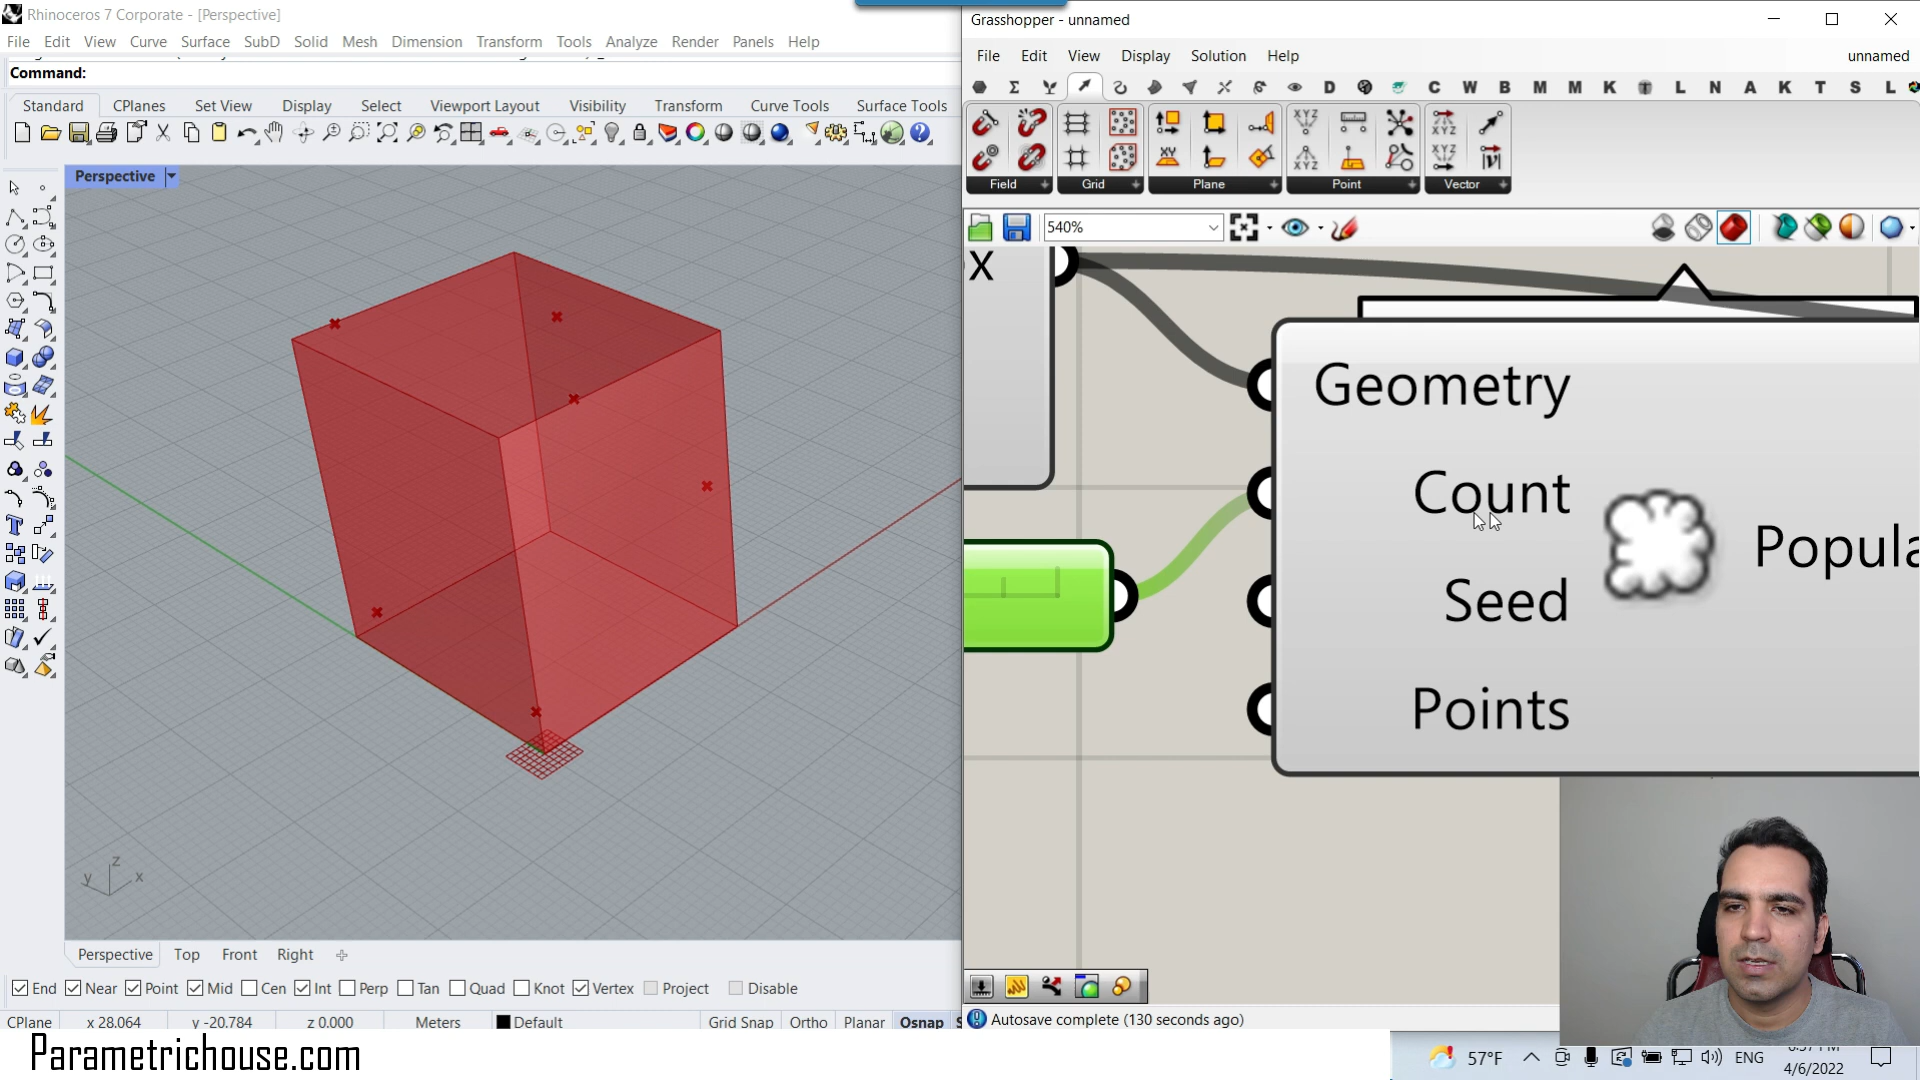 Rhinoceros 7 Corporate - [Perspective]
File Edit View Curve Surface SubD Solid Mesh Dimension Transform Tools Analyze Render Panels Help
Command:
Standard CPlanes Set View Display Select Viewport Layout Visibility Transform Curve Tools Surface Tools
Perspective
z
y x
Perspective Top Front Right
End Near Point Mid Cen Int Perp Tan Quad Knot Vertex Project Disable
CPlane x 28.064 y -20.784 z 0.000 Meters Default Grid Snap Ortho Planar Osnap
Parametrichouse.com
Grasshopper - unnamed
File Edit View Display Solution Help unnamed
D C W B M M K L N A K T S L
Field Grid Plane Point Vector
540%
X
Geometry
Count
Seed
Points
Popula
Autosave complete (130 seconds ago)
57°F ENG
4/6/2022